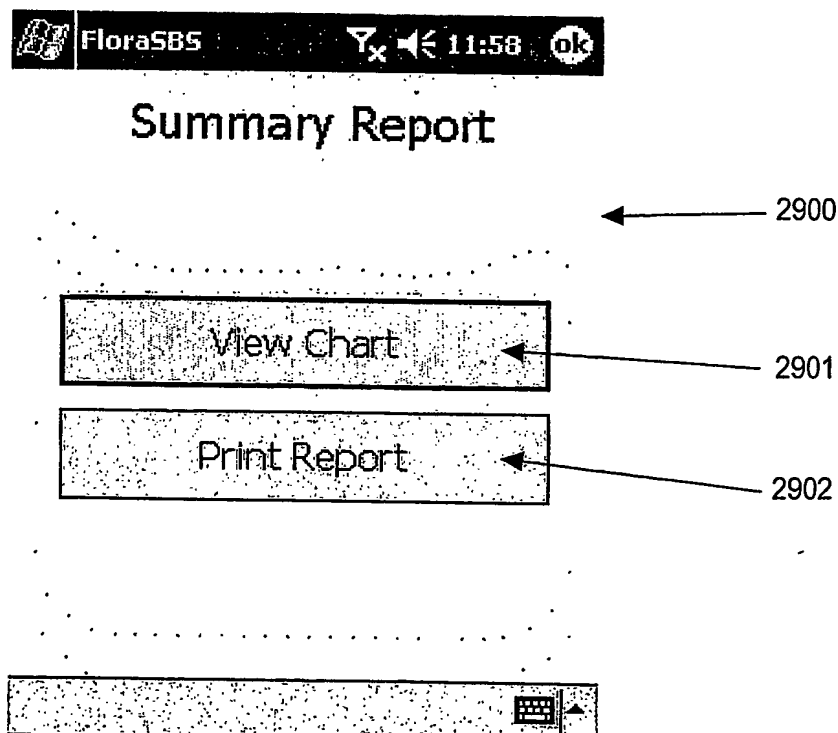 FloraSBS 11:58 ok
Summary Report
2900
View Chart
2901
Print Report
2902